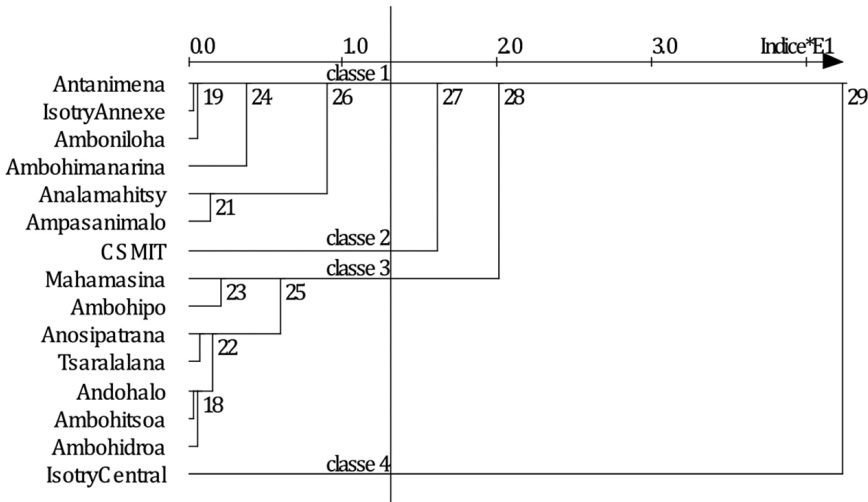 0.0 1.0 2.0 3.0 Indice*E1
classe 1
Antanimena
19 24 26 27 28 29
IsotryAnnexe
Amboniloha
Ambohimanarina
Analamahitsy
21
Ampasanimalo
classe 2
CSMIT
classe 3
Mahamasina
23 25
Ambohipo
Anosipatrana
22
Tsaralalana
Andohalo
18
Ambohitsoa
Ambohidroa
classe 4
IsotryCentral